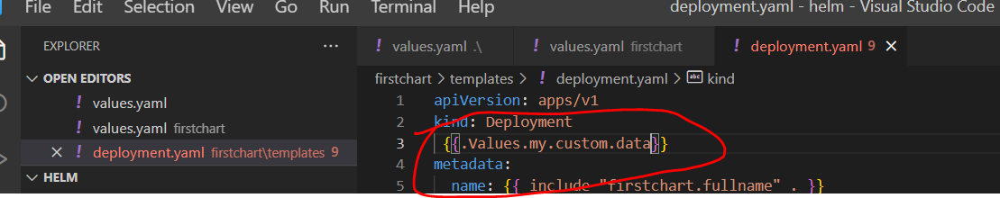 File Edit Selection View Go Run Terminal Help deployment.yaml - helm - Visual Studio Code
EXPLORER ...
OPEN EDITORS
! values.yaml
! values.yaml firstchart
× ! deployment.yaml firstchart\templates 9
HELM
! values.yaml .\ ! values.yaml firstchart ! deployment.yaml 9 ×
firstchart > templates > ! deployment.yaml > abc kind
1 apiVersion: apps/v1
2 kind: Deployment
3 {{.Values.my.custom.data}}
4 metadata:
5 name: {{ include "firstchart.fullname" . }}